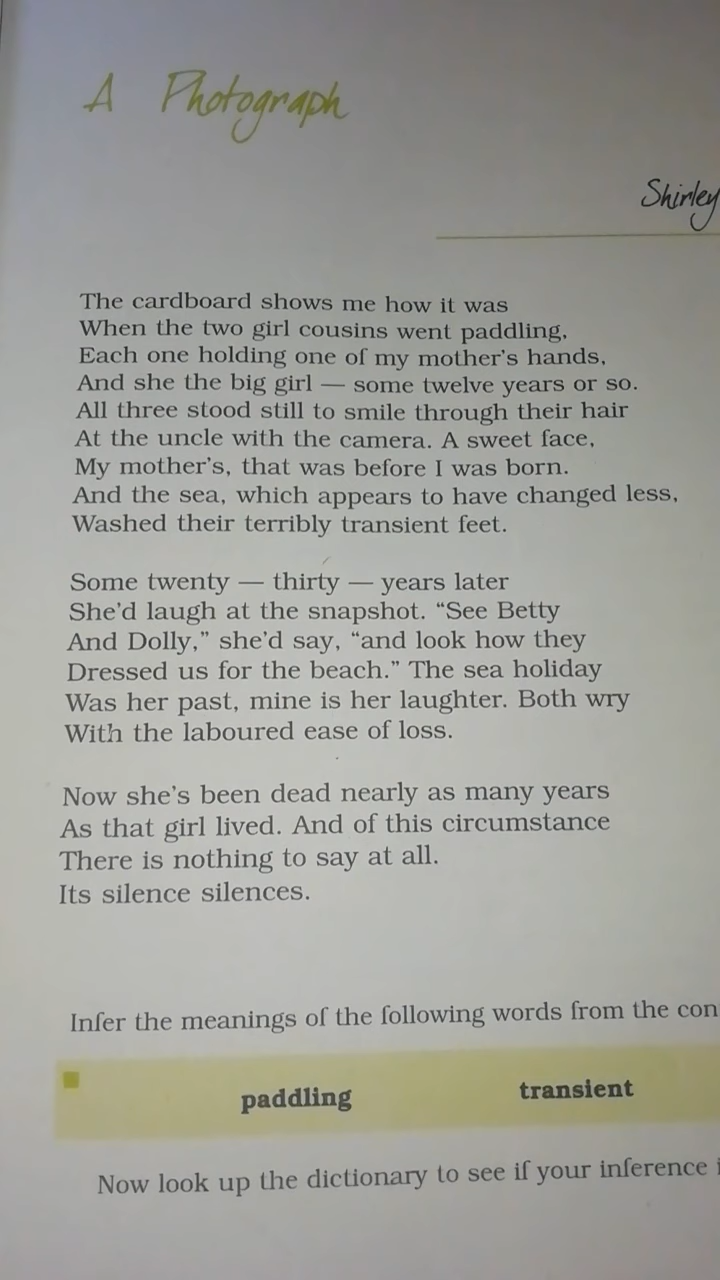 A Photograph
Shirley
The cardboard shows me how it was
When the two girl cousins went paddling,
Each one holding one of my mother's hands,
And she the big girl — some twelve years or so.
All three stood still to smile through their hair
At the uncle with the camera. A sweet face,
My mother's, that was before I was born.
And the sea, which appears to have changed less,
Washed their terribly transient feet.
Some twenty — thirty — years later
She'd laugh at the snapshot. “See Betty
And Dolly,” she'd say, “and look how they
Dressed us for the beach.” The sea holiday
Was her past, mine is her laughter. Both wry
With the laboured ease of loss.
Now she's been dead nearly as many years
As that girl lived. And of this circumstance
There is nothing to say at all.
Its silence silences.
Infer the meanings of the following words from the con
paddling transient
Now look up the dictionary to see if your inference